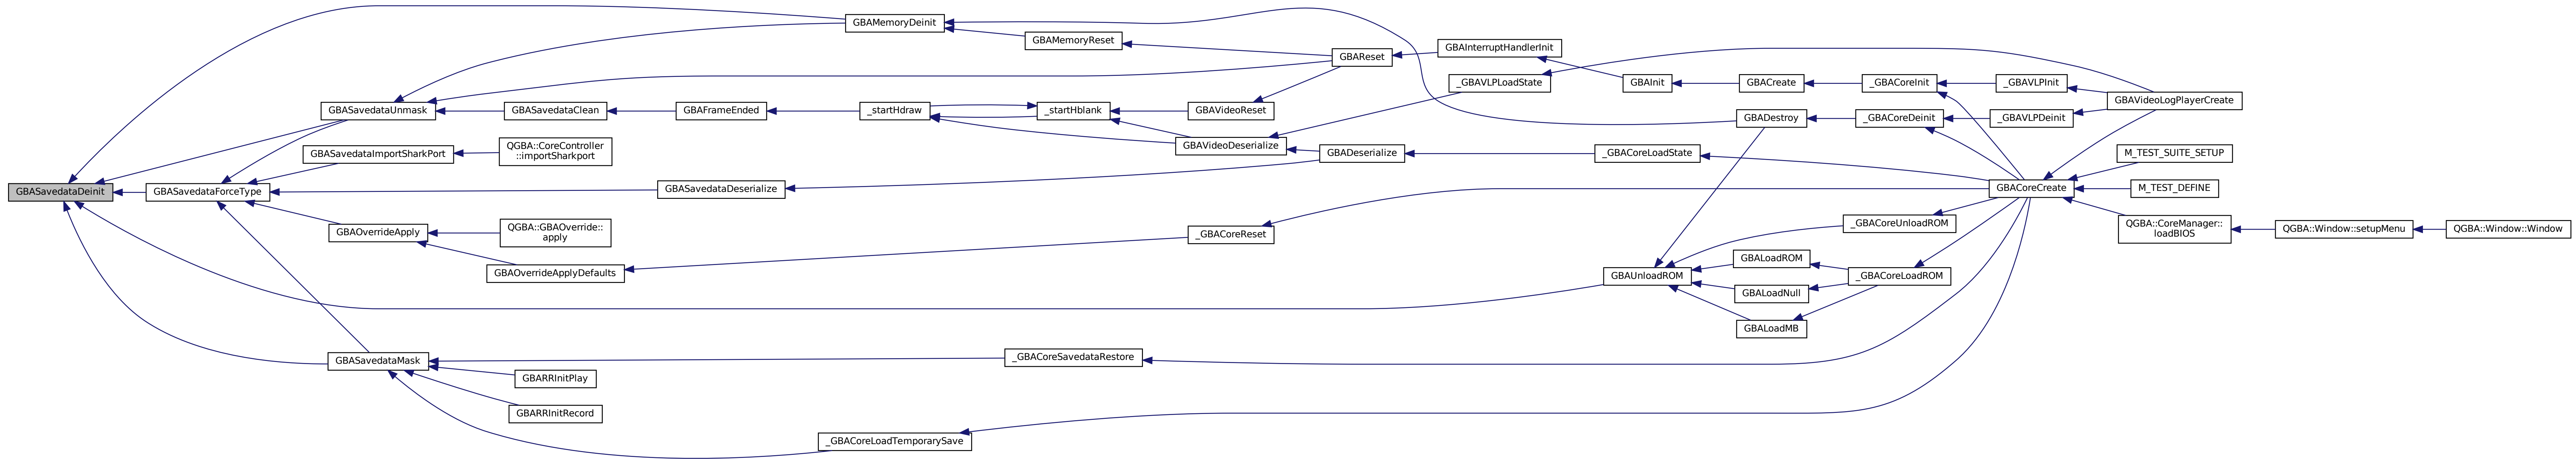 GBASavedataDeinit
GBAMemoryDeinit
GBAMemoryReset
GBAReset
GBAInterruptHandlerInit
_GBAVLPLoadState
GBAInit
GBACreate
_GBACoreInit
_GBAVLPInit
GBAVideoLogPlayerCreate
GBASavedataUnmask
GBASavedataClean
GBAFrameEnded
_startHdraw
_startHblank
GBAVideoReset
GBADestroy
_GBACoreDeinit
_GBAVLPDeinit
GBASavedataImportSharkPort
QGBA::CoreController
::importSharkport
GBAVideoDeserialize
GBADeserialize
_GBACoreLoadState
M_TEST_SUITE_SETUP
GBASavedataForceType
GBASavedataDeserialize
GBACoreCreate
M_TEST_DEFINE
GBAOverrideApply
QGBA::GBAOverride::
apply
_GBACoreReset
_GBACoreUnloadROM
QGBA::CoreManager::
loadBIOS
QGBA::Window::setupMenu
QGBA::Window::Window
GBAOverrideApplyDefaults
GBAUnloadROM
GBALoadROM
_GBACoreLoadROM
GBALoadNull
GBALoadMB
GBASavedataMask
_GBACoreSavedataRestore
GBARRInitPlay
GBARRInitRecord
_GBACoreLoadTemporarySave